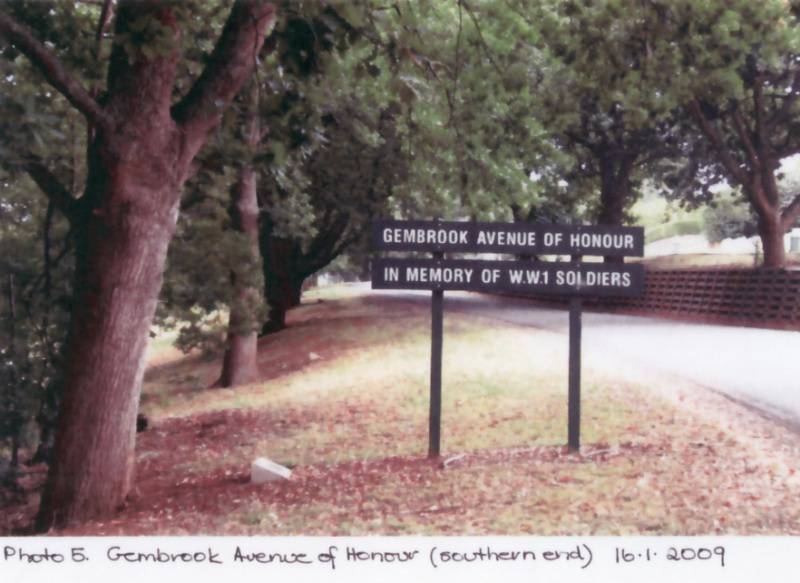 GEMBROOK AVENUE OF HONOUR
IN MEMORY OF W.W.1 SOLDIERS
Photo 5. Gembrook Avenue of Honour (southern end) 16.1.2009